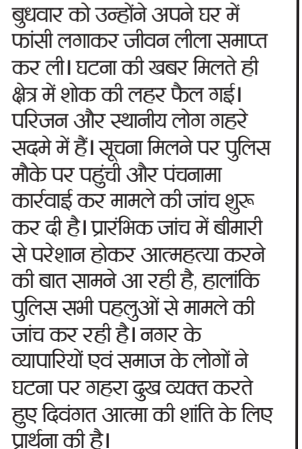 बुधवार को उन्होंने अपने घर में
फांसी लगाकर जीवन लीला समाप्त
कर ली। घटना की खबर मिलते ही
क्षेत्र में शोक की लहर फैल गई।
परिजन और स्थानीय लोग गहरे
सदमे में हैं। सूचना मिलने पर पुलिस
मौके पर पहुंची और पंचनामा
कार्रवाई कर मामले की जांच शुरू
कर दी है। प्रारंभिक जांच में बीमारी
से परेशान होकर आत्महत्या करने
की बात सामने आ रही है, हालांकि
पुलिस सभी पहलुओं से मामले की
जांच कर रही है। नगर के
व्यापारियों एवं समाज के लोगों ने
घटना पर गहरा दुख व्यक्त करते
हुए दिवंगत आत्मा की शांति के लिए
प्रार्थना की है।